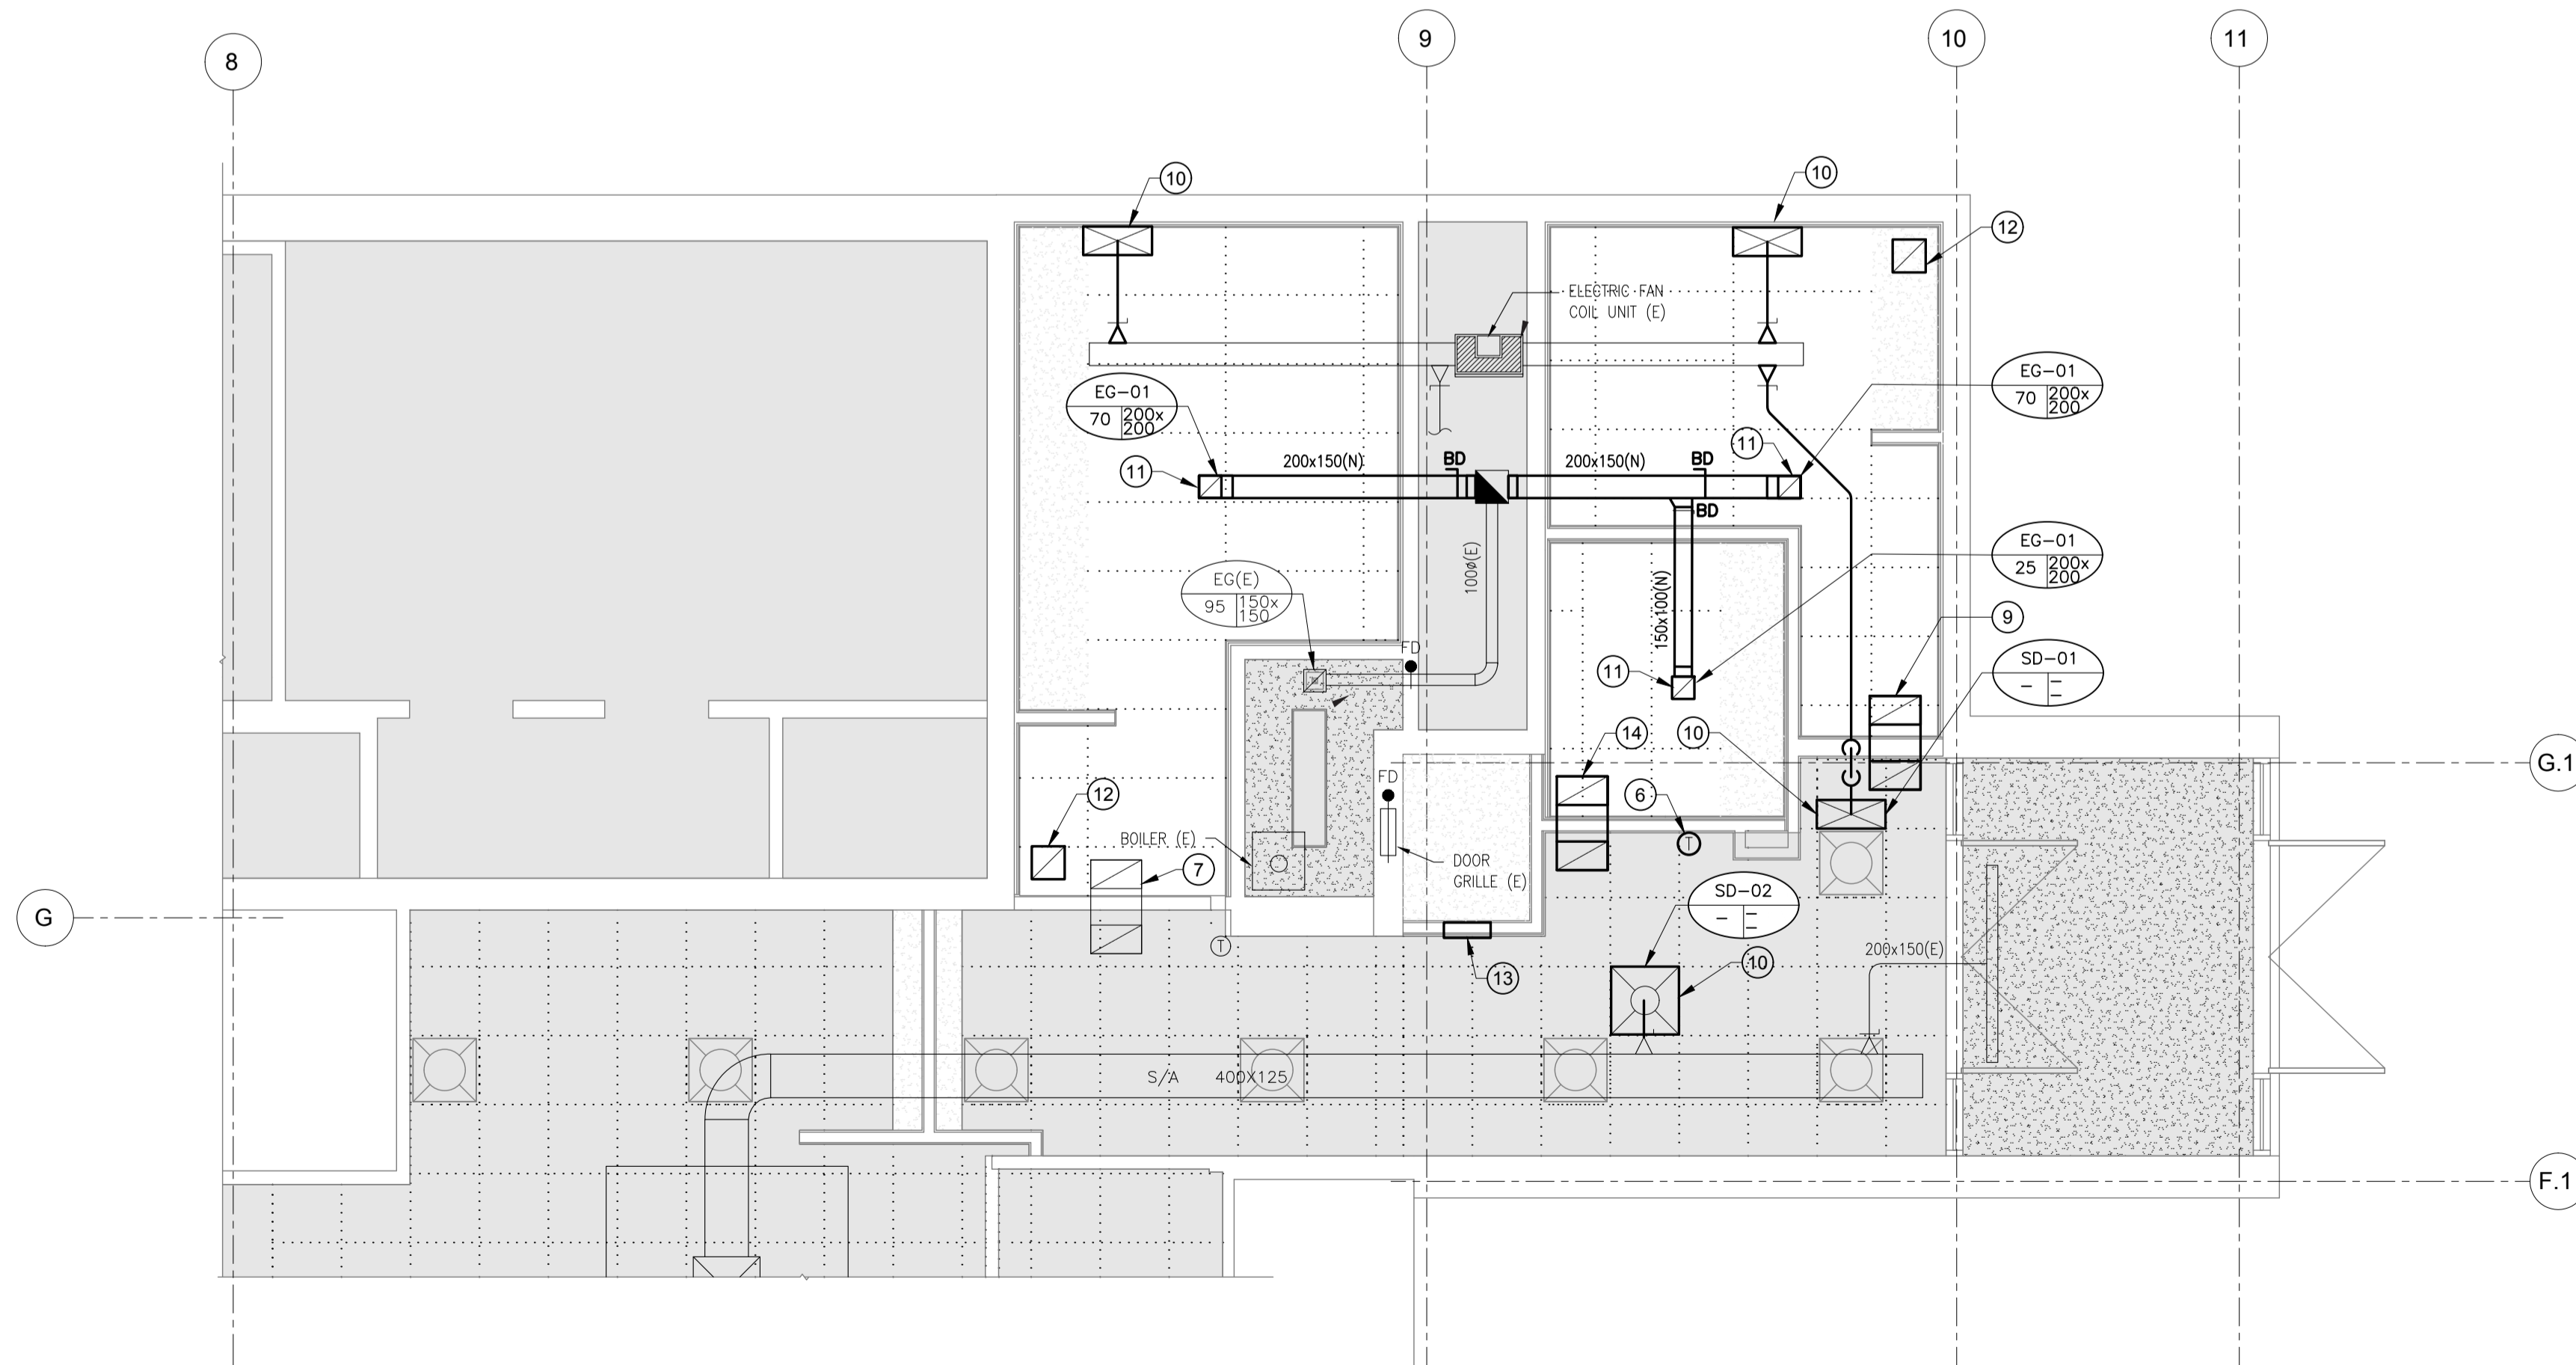 8
9
10
11
10
10
12
ELECTRIC FAN
COIL UNIT (E)
EG-01
70
200x
200
EG-01
70
200x
200
11
200x150(N)
BD
200x150(N)
BD
11
BD
EG-01
25
200x
200
100ø(E)
EG(E)
95
150x
150
150x100(N)
9
FD
11
SD-01
-
-
-
14
10
G.1
FD
6
12
T
BOILER (E)
7
DOOR
GRILLE (E)
SD-02
-
-
-
G
T
200x150(E)
10
13
S/A 400X125
F.1